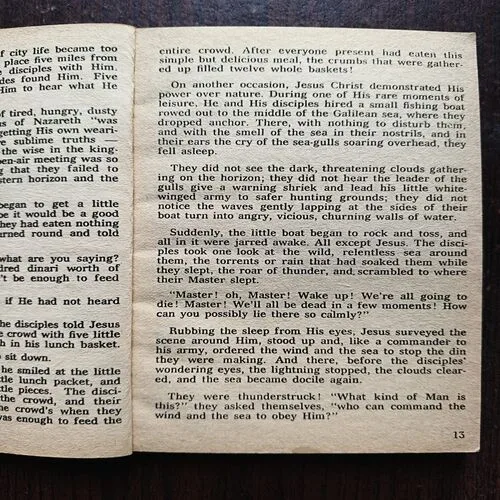 of city life became too
place five miles from
e disciples with Him.
des found Him. Five
Him to hear what He
of tired, hungry, dusty
us of Nazareth "was
getting His own weari-
re sublime truths
the wise in the king-
pen-air meeting was so
ng that they failed to
stern horizon and the
began to get a little
be it would be a good
they had eaten nothing
urned round and told
what are you saying?
dred dinari worth of
n't be enough to feed
if He had not heard
he disciples told Jesus
e crowd with five little
h in his lunch basket.
o sit down.
he smiled at the little
ttle lunch packet, and
tle pieces. The disci-
the crowd, and their
he crowd's when they
was enough to feed the
entire crowd. After everyone present had eaten this
simple but delicious meal, the crumbs that were gather-
ed up filled twelve whole baskets!
On another occasion, Jesus Christ demonstrated His
power over nature. During one of His rare moments of
leisure, He and His disciples hired a small fishing boat
rowed out to the middle of the Galilean sea, where they
dropped anchor. There, with nothing to disturb them,
and with the smell of the sea in their nostrils, and in
their ears the cry of the sea-gulls soaring overhead, they
fell asleep.
They did not see the dark, threatening clouds gather-
ing on the horizon; they did not hear the leader of the
gulls give a warning shriek and lead his little white-
winged army to safer hunting grounds; they did not
notice the waves gently lapping at the sides of their
boat turn into angry, vicious, churning walls of water.
Suddenly, the little boat began to rock and toss, and
all in it were jarred awake. All except Jesus. The disci-
ples took one look at the wild, relentless sea around
them, the torrents or rain that had soaked them while
they slept, the roar of thunder, and, scrambled to where
their Master slept.
"Master! oh, Master! Wake up! We're all going to
die! Master! We'll all be dead in a few moments! How
can you possibly lie there so calmly?"
Rubbing the sleep from His eyes, Jesus surveyed the
scene around Him, stood up and, like a commander to
his army, ordered the wind and the sea to stop the din
they were making. And there, before the disciples'
wondering eyes, the lightning stopped, the clouds clear-
ed, and the sea became docile again.
They were thunderstruck! "What kind of Man is
this?" they asked themselves, "who can command the
wind and the sea to obey Him?"
13